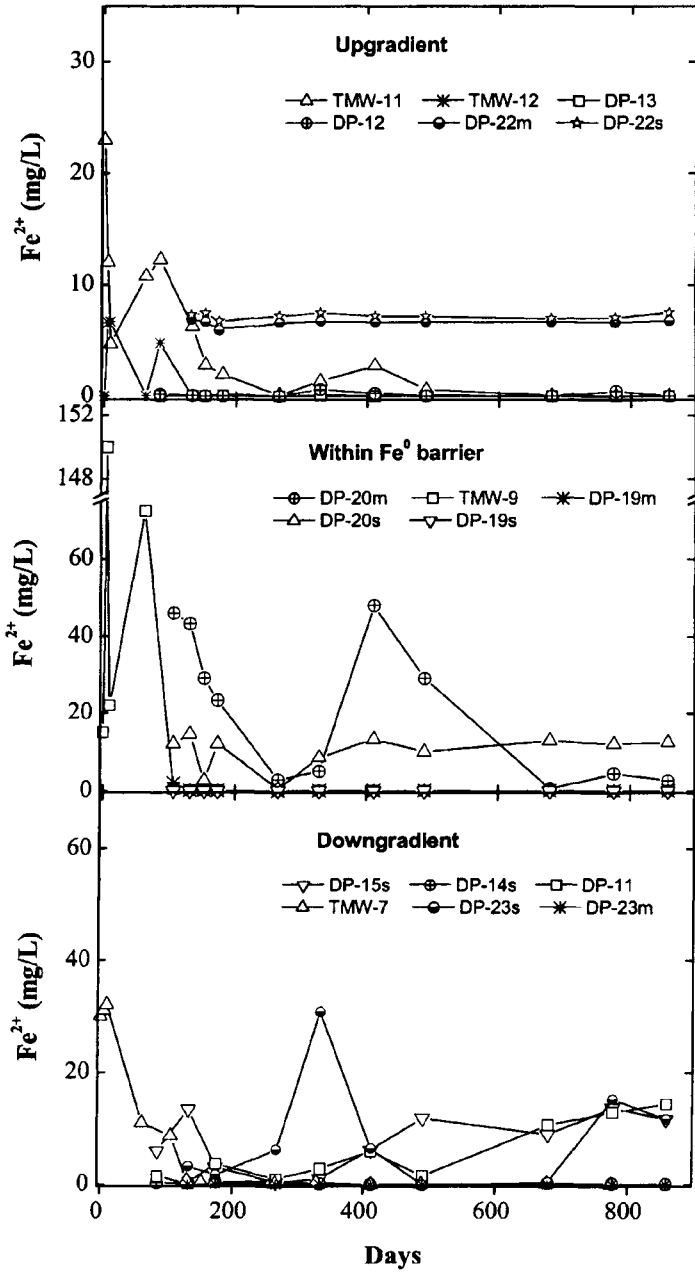 Upgradient
TMW-11 TMW-12 DP-13
DP-12 DP-22m DP-22s
30
20
10
0
Fe²⁺ (mg/L)
Within Fe⁰ barrier
DP-20m TMW-9 DP-19m
DP-20s DP-19s
152
148
60
40
20
0
Fe²⁺ (mg/L)
Downgradient
DP-15s DP-14s DP-11
TMW-7 DP-23s DP-23m
60
40
20
0
Fe²⁺ (mg/L)
0 200 400 600 800
Days